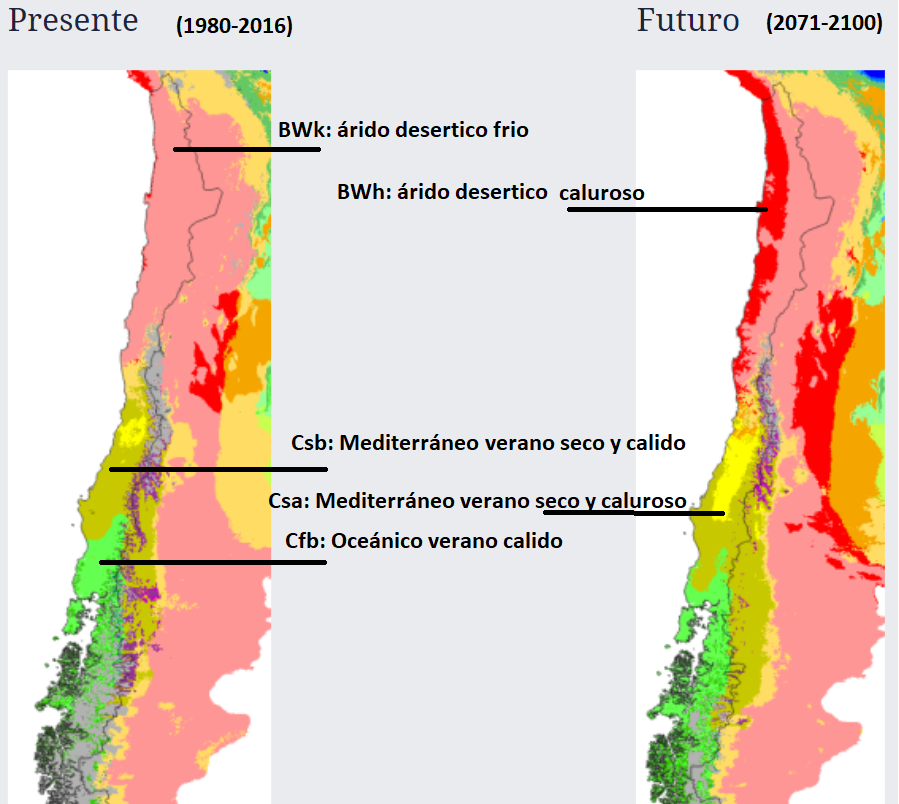 Presente (1980-2016)
Futuro (2071-2100)
BWk: árido desertico frio
BWh: árido desertico caluroso
Csb: Mediterráneo verano seco y calido
Csa: Mediterráneo verano seco y caluroso
Cfb: Oceánico verano calido